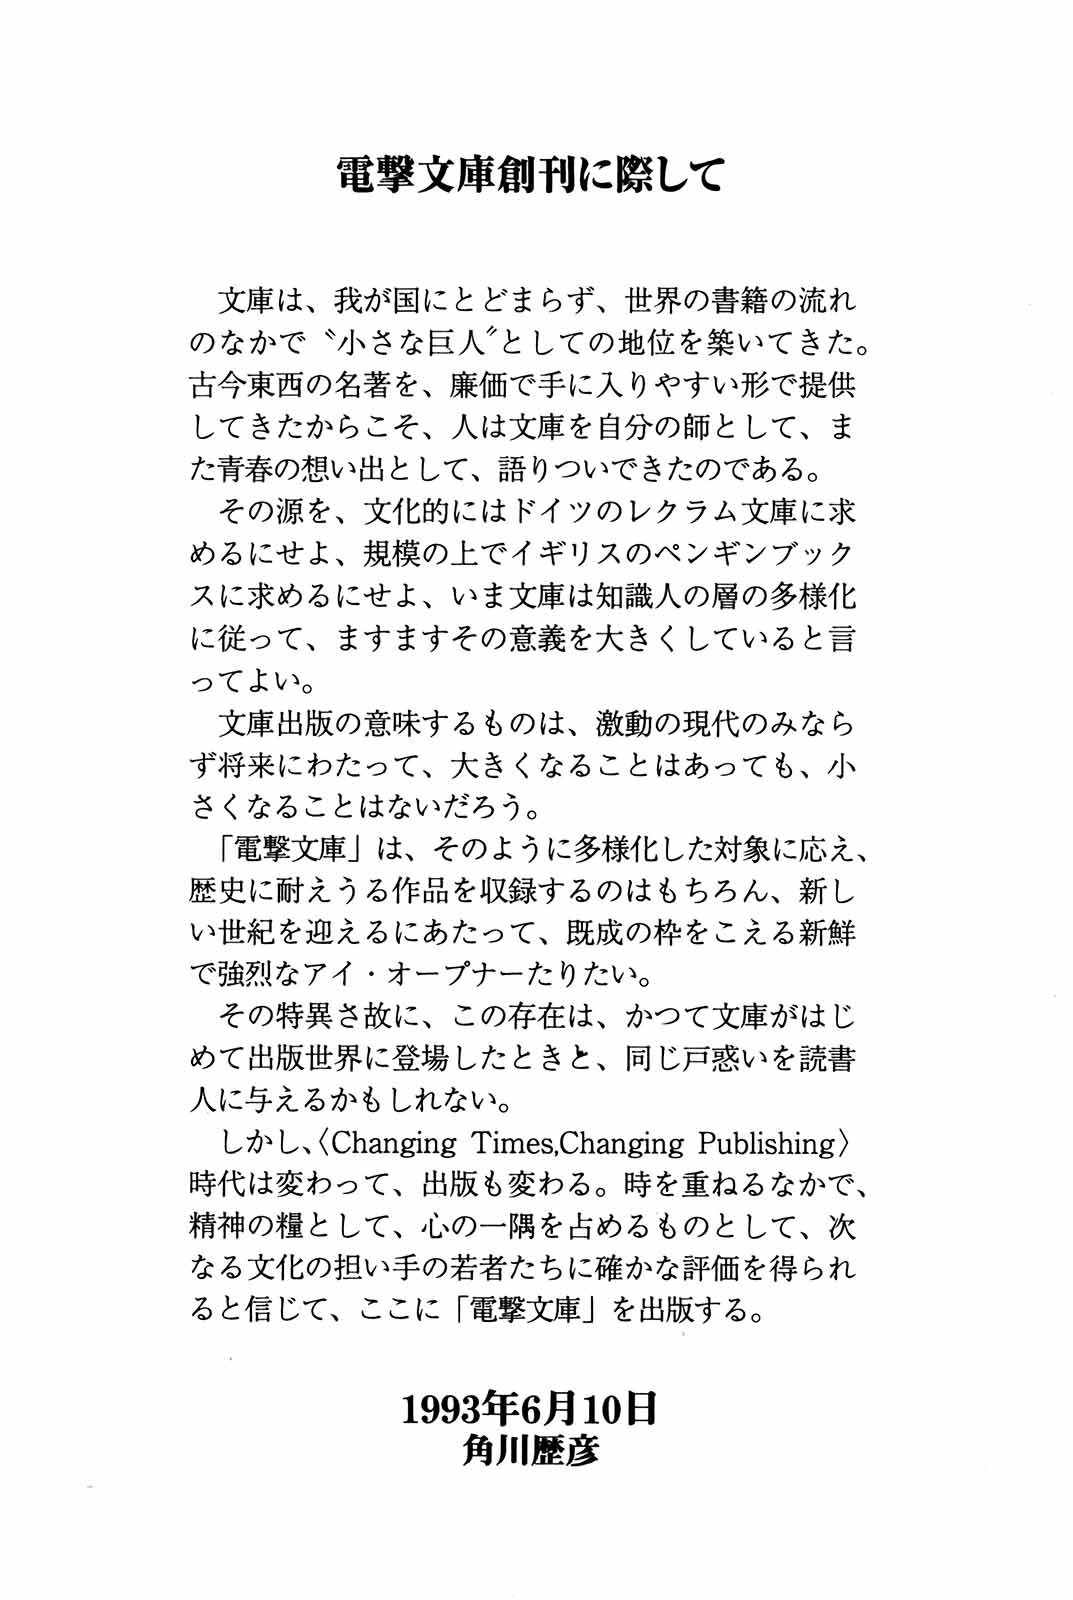 電撃文庫創刊に際して
文庫は、我が国にとどまらず、世界の書籍の流れ
のなかで〝小さな巨人〟としての地位を築いてきた。
古今東西の名著を、廉価で手に入りやすい形で提供
してきたからこそ、人は文庫を自分の師として、ま
た青春の想い出として、語りついできたのである。
その源を、文化的にはドイツのレクラム文庫に求
めるにせよ、規模の上でイギリスのペンギンブック
スに求めるにせよ、いま文庫は知識人の層の多様化
に従って、ますますその意義を大きくしていると言
ってよい。
文庫出版の意味するものは、激動の現代のみなら
ず将来にわたって、大きくなることはあっても、小
さくなることはないだろう。
「電撃文庫」は、そのように多様化した対象に応え、
歴史に耐えうる作品を収録するのはもちろん、新し
い世紀を迎えるにあたって、既成の枠をこえる新鮮
で強烈なアイ・オープナーたりたい。
その特異さ故に、この存在は、かつて文庫がはじ
めて出版世界に登場したときと、同じ戸惑いを読書
人に与えるかもしれない。
しかし、〈Changing Times,Changing Publishing〉
時代は変わって、出版も変わる。時を重ねるなかで、
精神の糧として、心の一隅を占めるものとして、次
なる文化の担い手の若者たちに確かな評価を得られ
ると信じて、ここに「電撃文庫」を出版する。
1993年6月10日
角川歴彦